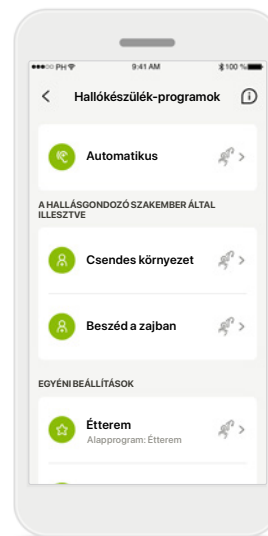 PH 9:41 AM 100 %
Hallókészülék-programok
Automatikus
A HALLÁSGONDOZÓ SZAKEMBER ÁLTAL
ILLESZTVE
Csendes környezet
Beszéd a zajban
EGYÉNI BEÁLLÍTÁSOK
Étterem
Alapprogram: Étterem